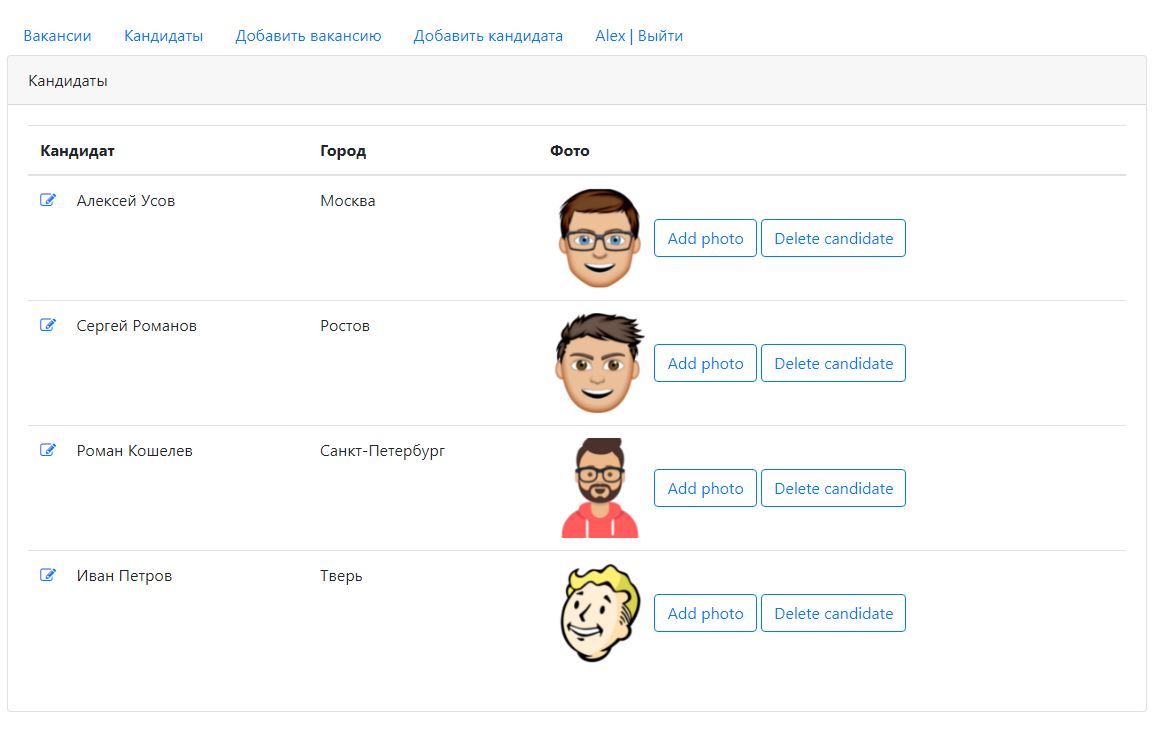 Вакансии Кандидаты Добавить вакансию Добавить кандидата Alex | Выйти
Кандидаты
Кандидат Город Фото
Алексей Усов Москва Add photo Delete candidate
Сергей Романов Ростов Add photo Delete candidate
Роман Кошелев Санкт-Петербург Add photo Delete candidate
Иван Петров Тверь Add photo Delete candidate